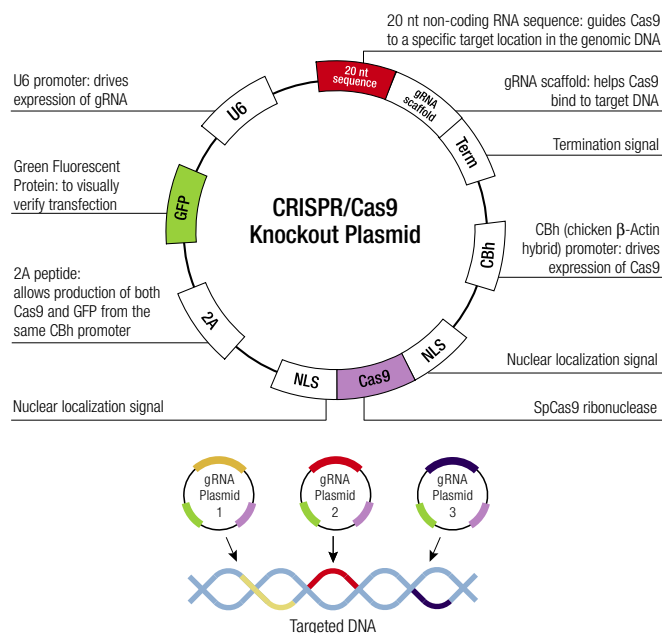 20 nt non-coding RNA sequence: guides Cas9
to a specific target location in the genomic DNA
U6 promoter: drives
expression of gRNA
20 nt
sequence
gRNA
scaffold
gRNA scaffold: helps Cas9
bind to target DNA
U6
Term
Termination signal
Green Fluorescent
Protein: to visually
verify transfection
GFP
CRISPR/Cas9
Knockout Plasmid
CBh
CBh (chicken β-Actin
hybrid) promoter: drives
expression of Cas9
2A peptide:
allows production of both
Cas9 and GFP from the
same CBh promoter
2A
NLS
Cas9
NLS
Nuclear localization signal
Nuclear localization signal
SpCas9 ribonuclease
gRNA
Plasmid
1
gRNA
Plasmid
2
gRNA
Plasmid
3
Targeted DNA